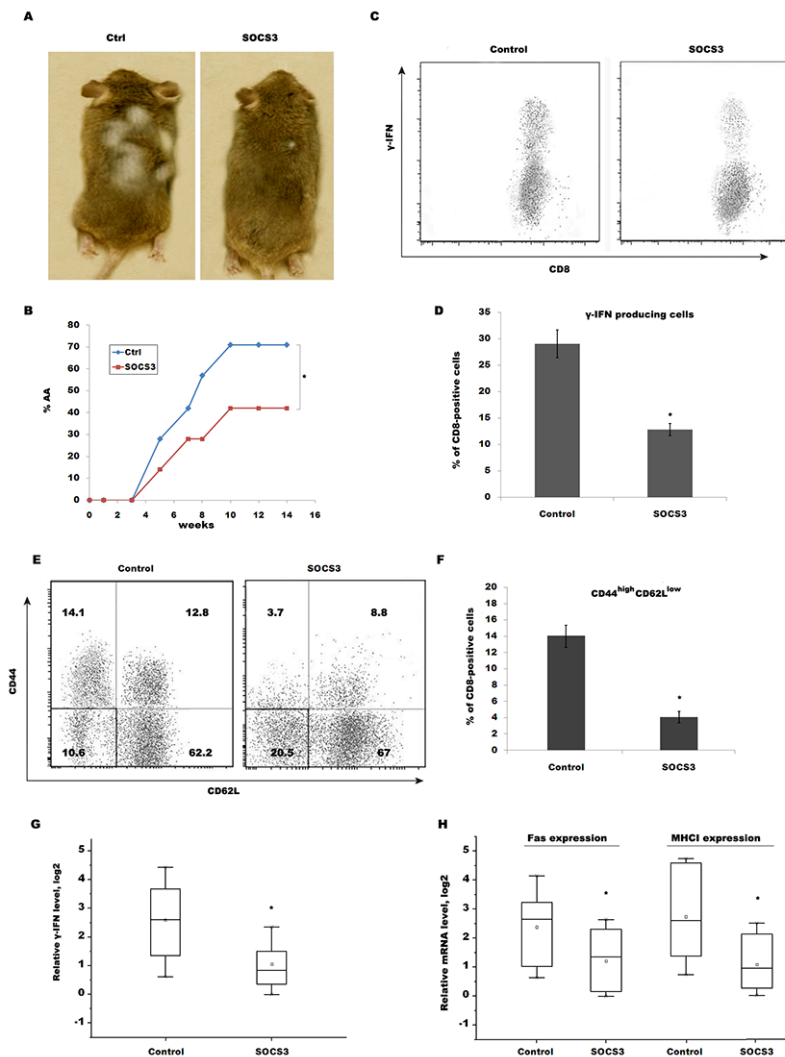 A
Ctrl
SOCS3
B
% AA
80
70
60
50
40
30
20
10
0
Ctrl
SOCS3
*
0 2 4 6 8 10 12 14 16
weeks
C
Control
SOCS3
γ-IFN
CD8
D
γ-IFN producing cells
% of CD8-positive cells
35
30
25
20
15
10
5
0
*
Control
SOCS3
E
Control
SOCS3
CD44
14.1
12.8
10.6
62.2
3.7
8.8
20.5
67
CD62L
F
CD44high CD62Llow
% of CD8-positive cells
20
18
16
14
12
10
8
6
4
2
0
*
Control
SOCS3
G
Relative γ-IFN level, log2
5
4
3
2
1
0
-1
*
Control
SOCS3
H
Fas expression
MHCI expression
Relative mRNA level, log2
5
4
3
2
1
0
-1
*
*
Control
SOCS3
Control
SOCS3